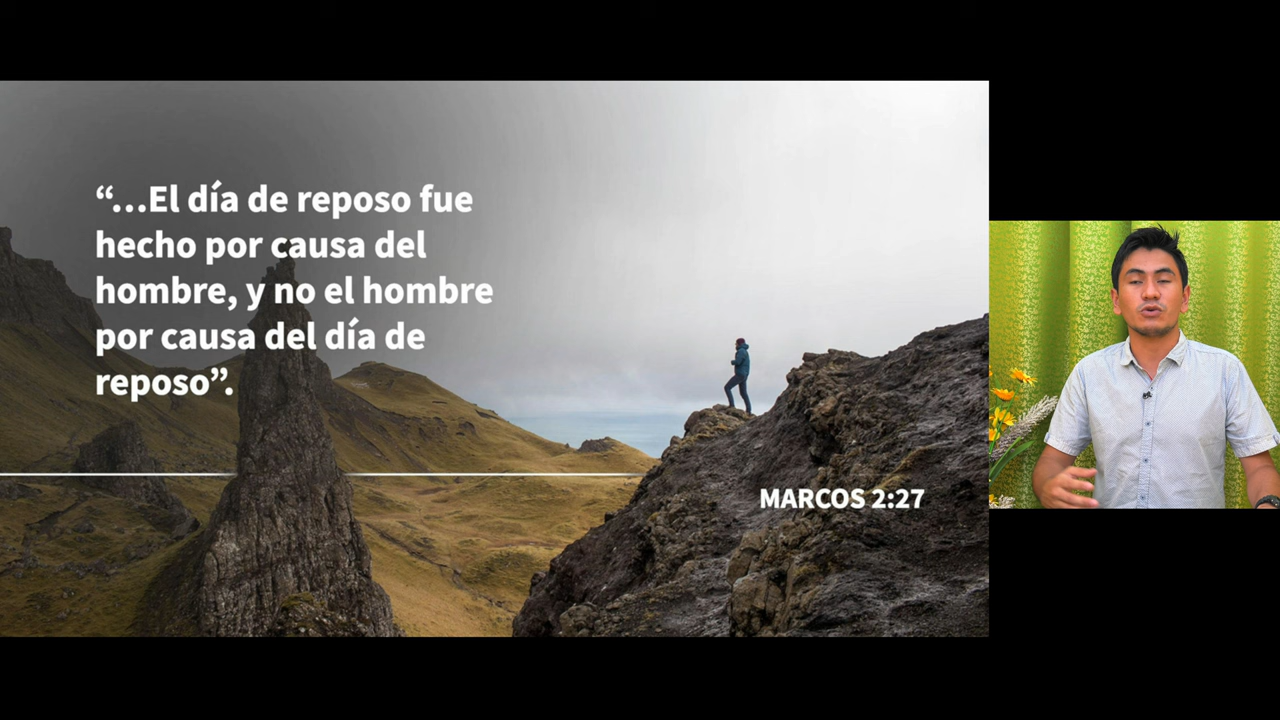 “…El día de reposo fue
hecho por causa del
hombre, y no el hombre
por causa del día de
reposo”.
MARCOS 2:27